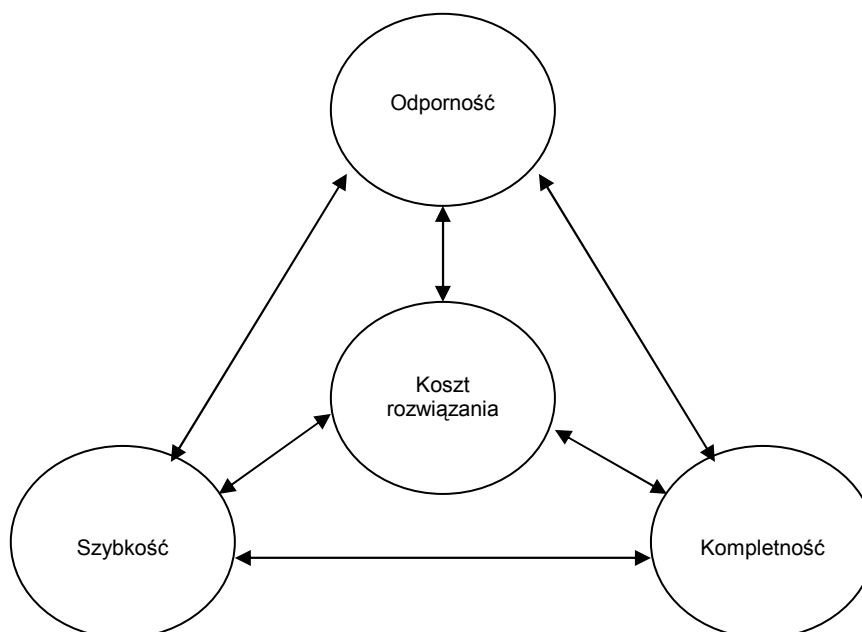 Odporność
Koszt
rozwiązania
Szybkość
Kompletność